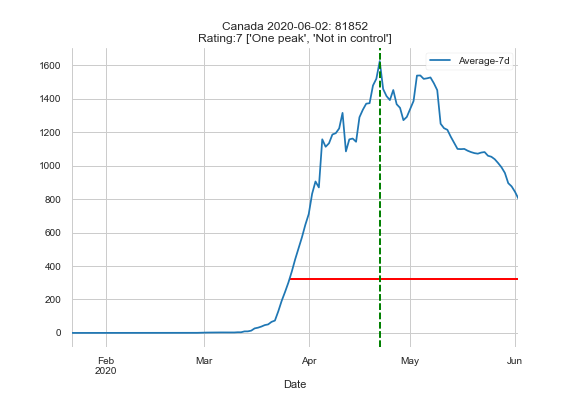 Canada 2020-06-02: 81852
Rating:7 ['One peak', 'Not in control']
Average-7d
1600
1400
1200
1000
800
600
400
200
0
Feb
2020
Mar
Apr
May
Jun
Date